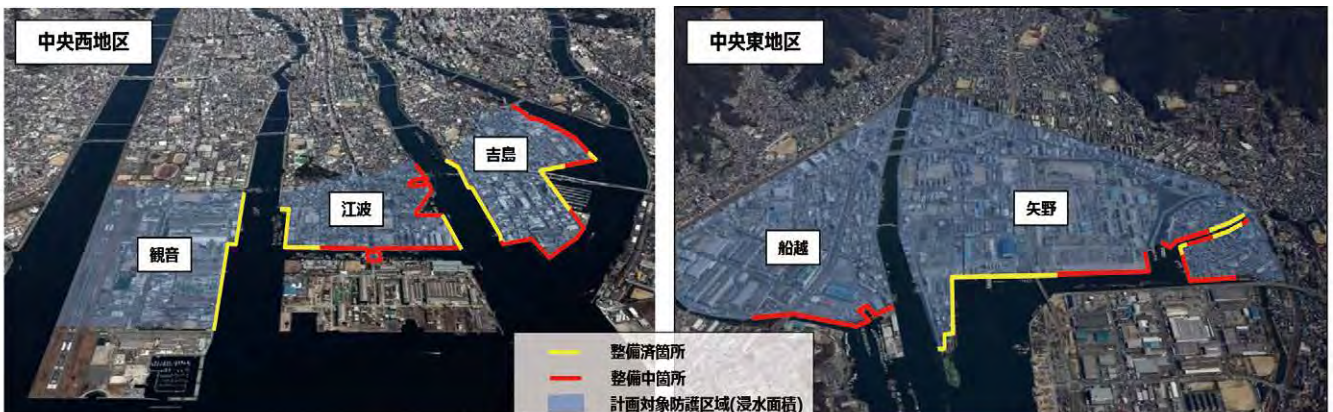 中央西地区
吉島
江波
観音
中央東地区
矢野
船越
整備済箇所
整備中箇所
計画対象防護区域(浸水面積)